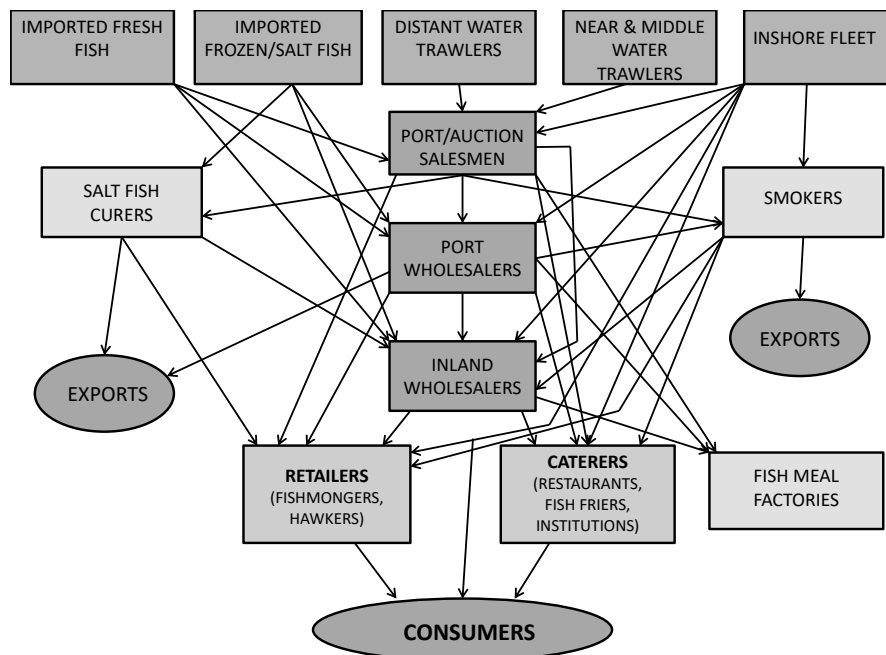 IMPORTED FRESH
FISH
IMPORTED
FROZEN/SALT FISH
DISTANT WATER
TRAWLERS
NEAR & MIDDLE
WATER
TRAWLERS
INSHORE FLEET
PORT/AUCTION
SALESMEN
SALT FISH
CURERS
SMOKERS
PORT
WHOLESALERS
EXPORTS
INLAND
WHOLESALERS
EXPORTS
RETAILERS
(FISHMONGERS,
HAWKERS)
CATERERS
(RESTAURANTS,
FISH FRIERS,
INSTITUTIONS)
FISH MEAL
FACTORIES
CONSUMERS